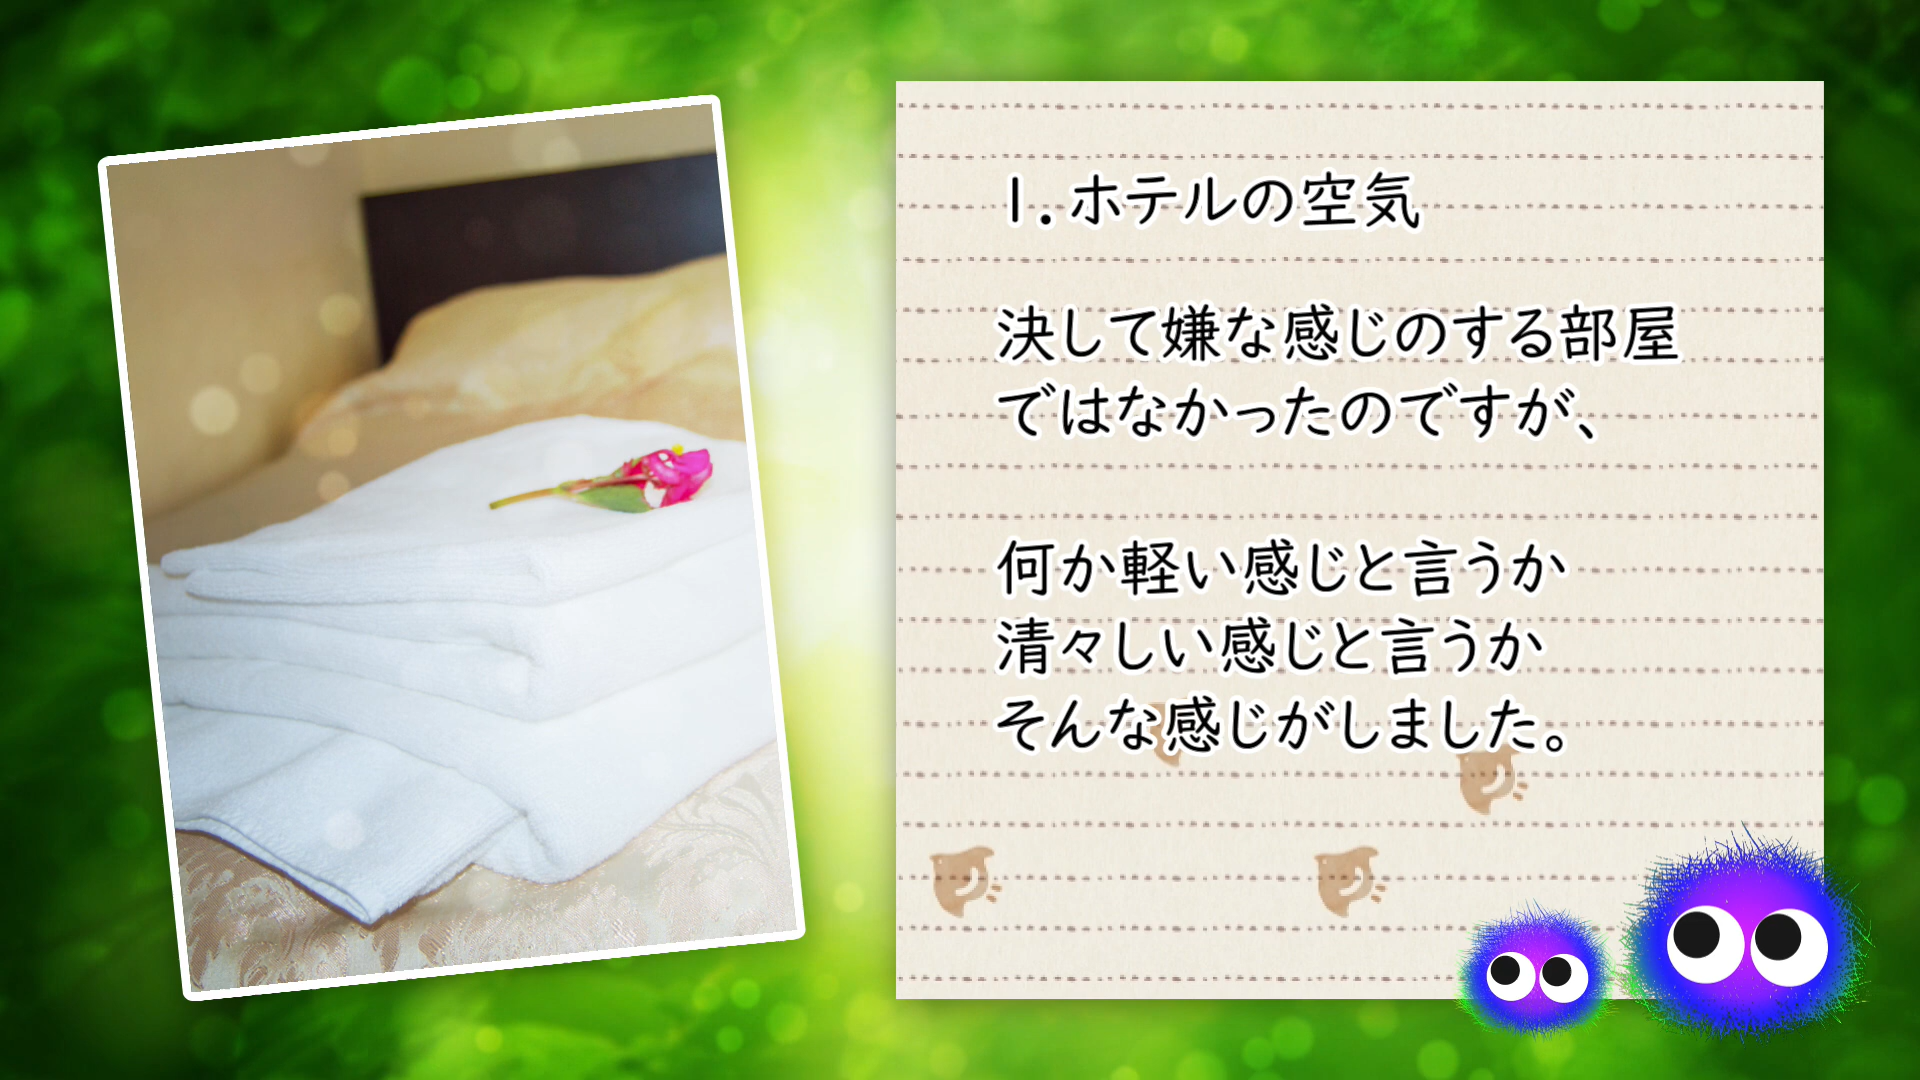 1.ホテルの空気
決して嫌な感じのする部屋
ではなかったのですが、
何か軽い感じと言うか
清々しい感じと言うか
そんな感じがしました。